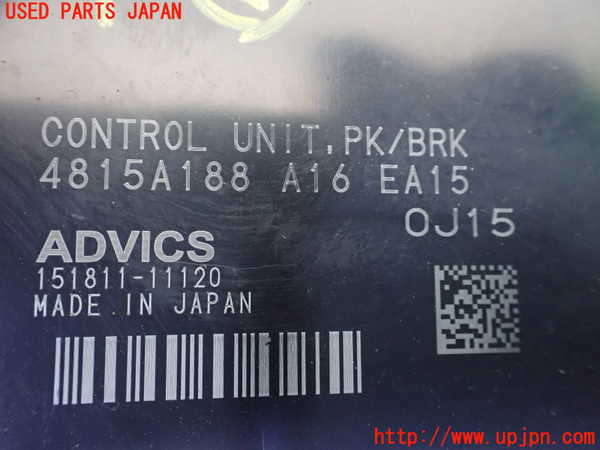 USED PARTS JAPAN
CONTROL UNIT, PK/BRK
4815A188 A16 EA15
0J15
ADVICS
151811-11120
MADE IN JAPAN
http://www.upjpn.com/